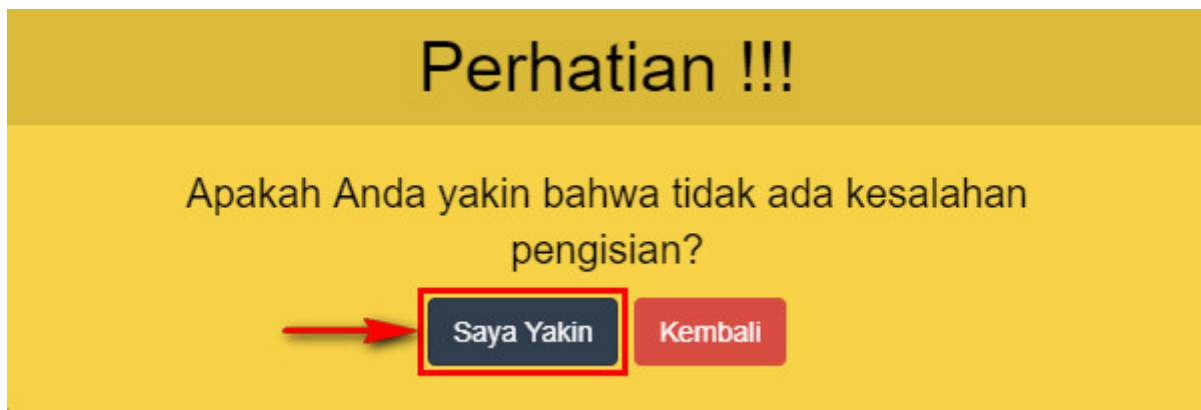 Perhatian !!!
Apakah Anda yakin bahwa tidak ada kesalahan
pengisian?
Saya Yakin
Kembali